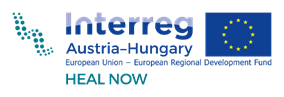 Interreg
Austria-Hungary
European Union – European Regional Development Fund
HEAL NOW